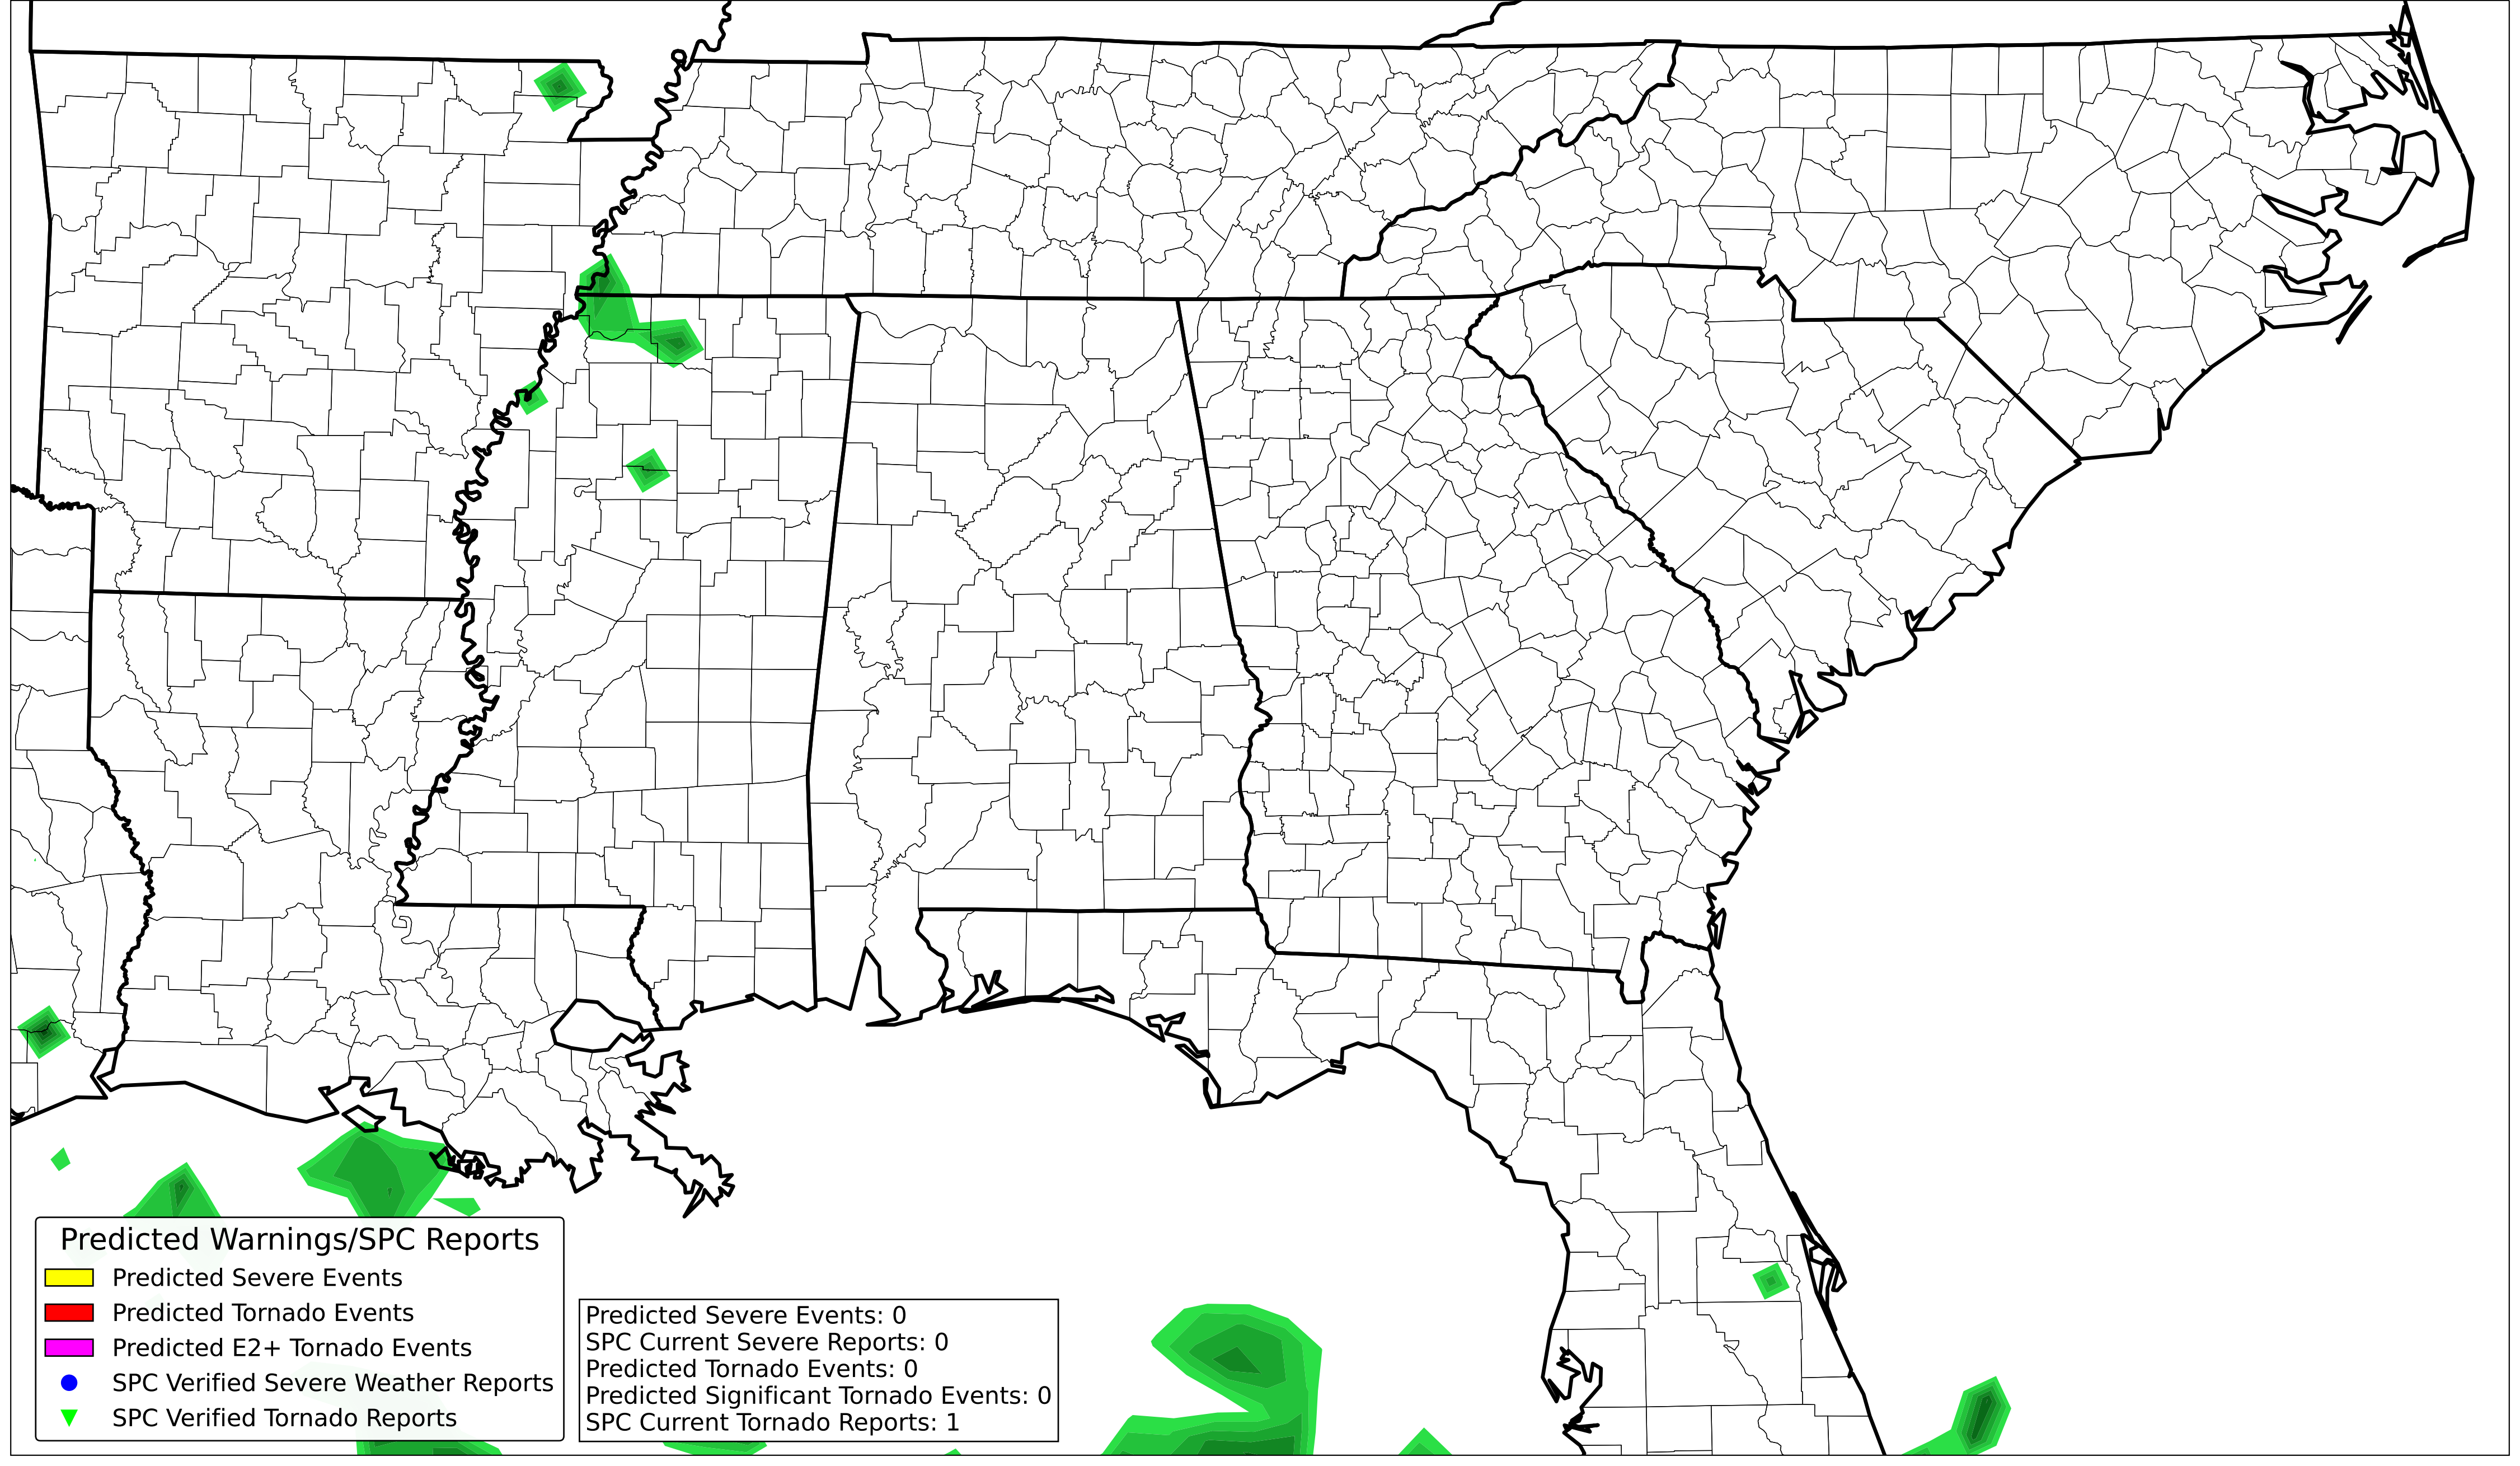 Predicted Warnings/SPC Reports
Predicted Severe Events
Predicted Tornado Events
Predicted E2+ Tornado Events
SPC Verified Severe Weather Reports
SPC Verified Tornado Reports
Predicted Severe Events: 0
SPC Current Severe Reports: 0
Predicted Tornado Events: 0
Predicted Significant Tornado Events: 0
SPC Current Tornado Reports: 1